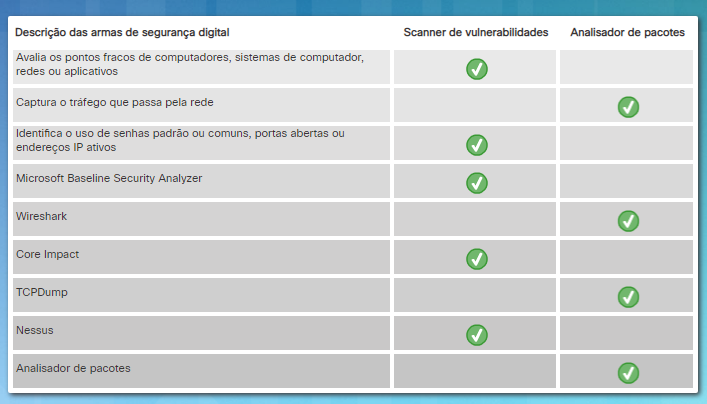 Descrição das armas de segurança digital
Scanner de vulnerabilidades
Analisador de pacotes
Avalia os pontos fracos de computadores, sistemas de computador,
redes ou aplicativos
Captura o tráfego que passa pela rede
Identifica o uso de senhas padrão ou comuns, portas abertas ou
endereços IP ativos
Microsoft Baseline Security Analyzer
Wireshark
Core Impact
TCPDump
Nessus
Analisador de pacotes